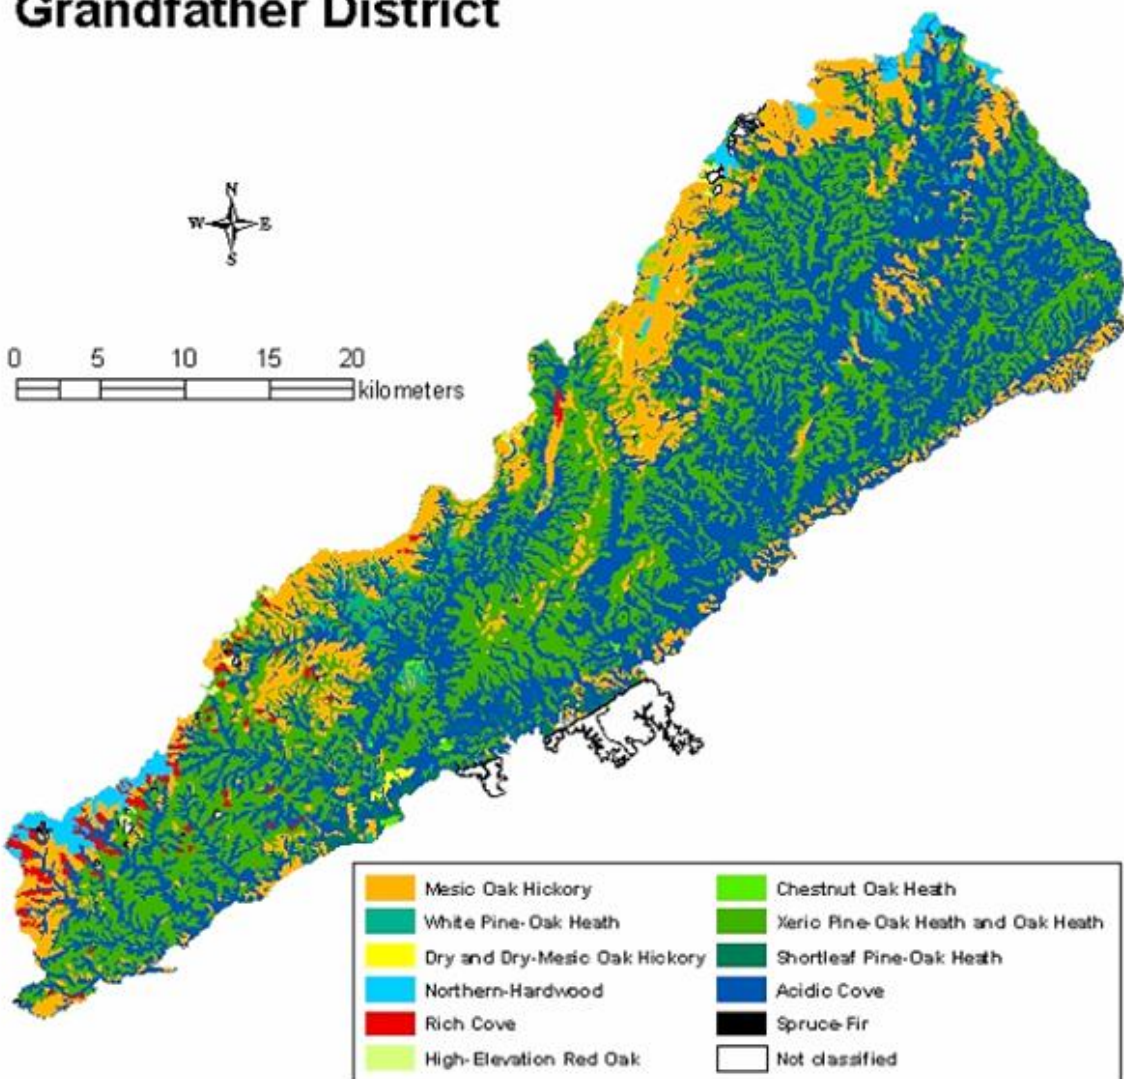 Grandfather District
N
W E
S
0 5 10 15 20
kilometers
Mesic Oak Hickory
White Pine-Oak Heath
Dry and Dry-Mesic Oak Hickory
Northern-Hardwood
Rich Cove
High-Elevation Red Oak
Chestnut Oak Heath
Xeric Pine-Oak Heath and Oak Heath
Shortleaf Pine-Oak Heath
Acidic Cove
Spruce-Fir
Not classified